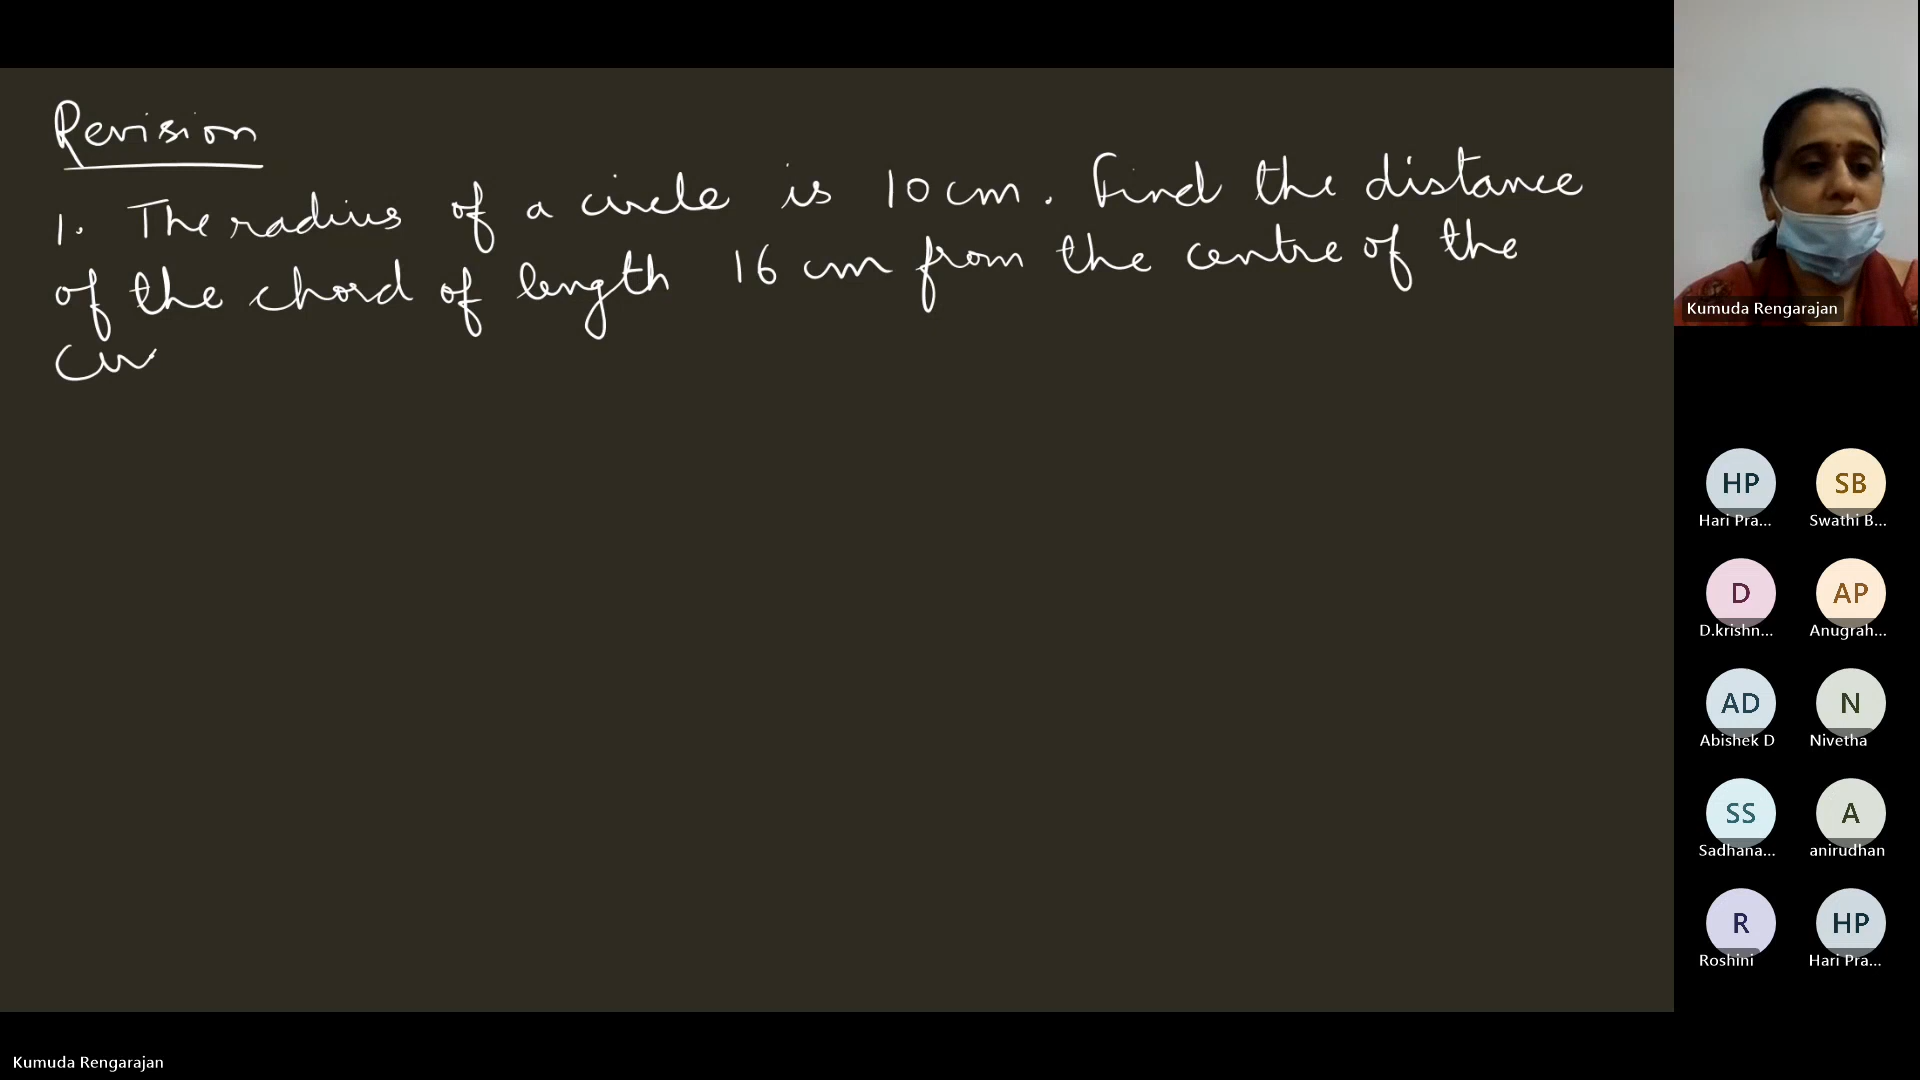 Revision
1. The radius of a circle is 10 cm. Find the distance
of the chord of length 16 cm from the centre of the
Cir
Kumuda Rengarajan
HP
SB
Hari Pra...
Swathi B...
D
AP
D.krishn...
Anugrah...
AD
N
Abishek D
Nivetha
SS
A
Sadhana...
anirudhan
R
HP
Roshini
Hari Pra...
Kumuda Rengarajan